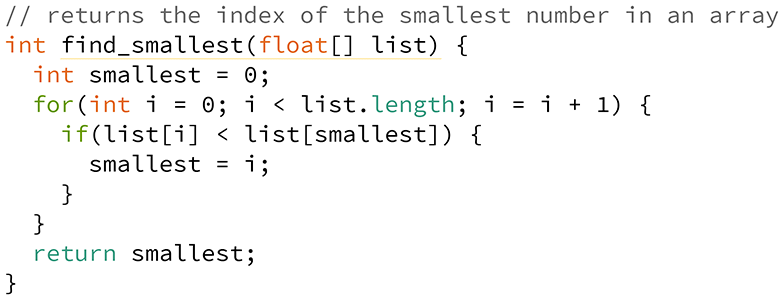 // returns the index of the smallest number in an array
int find_smallest(float[] list) {
  int smallest = 0;
  for(int i = 0; i < list.length; i = i + 1) {
    if(list[i] < list[smallest]) {
      smallest = i;
    }
  }
  return smallest;
}